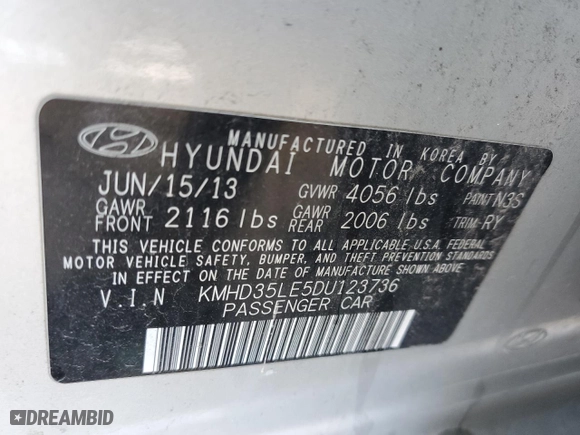 MANUFACTURED IN KOREA BY
HYUNDAI MOTOR COMPANY
JUN/15/13 GVWR 4056 lbs PAINT N3S
GAWR FRONT 2116 lbs GAWR REAR 2006 lbs TRIM RY
THIS VEHICLE CONFORMS TO ALL APPLICABLE U.S.A. FEDERAL
MOTOR VEHICLE SAFETY, BUMPER, AND THEFT PREVENTION STANDARDS
IN EFFECT ON THE DATE OF MANUFACTURE SHOWN ABOVE.
V.I.N KMHD35LE5DU123736
PASSENGER CAR
DREAMBID